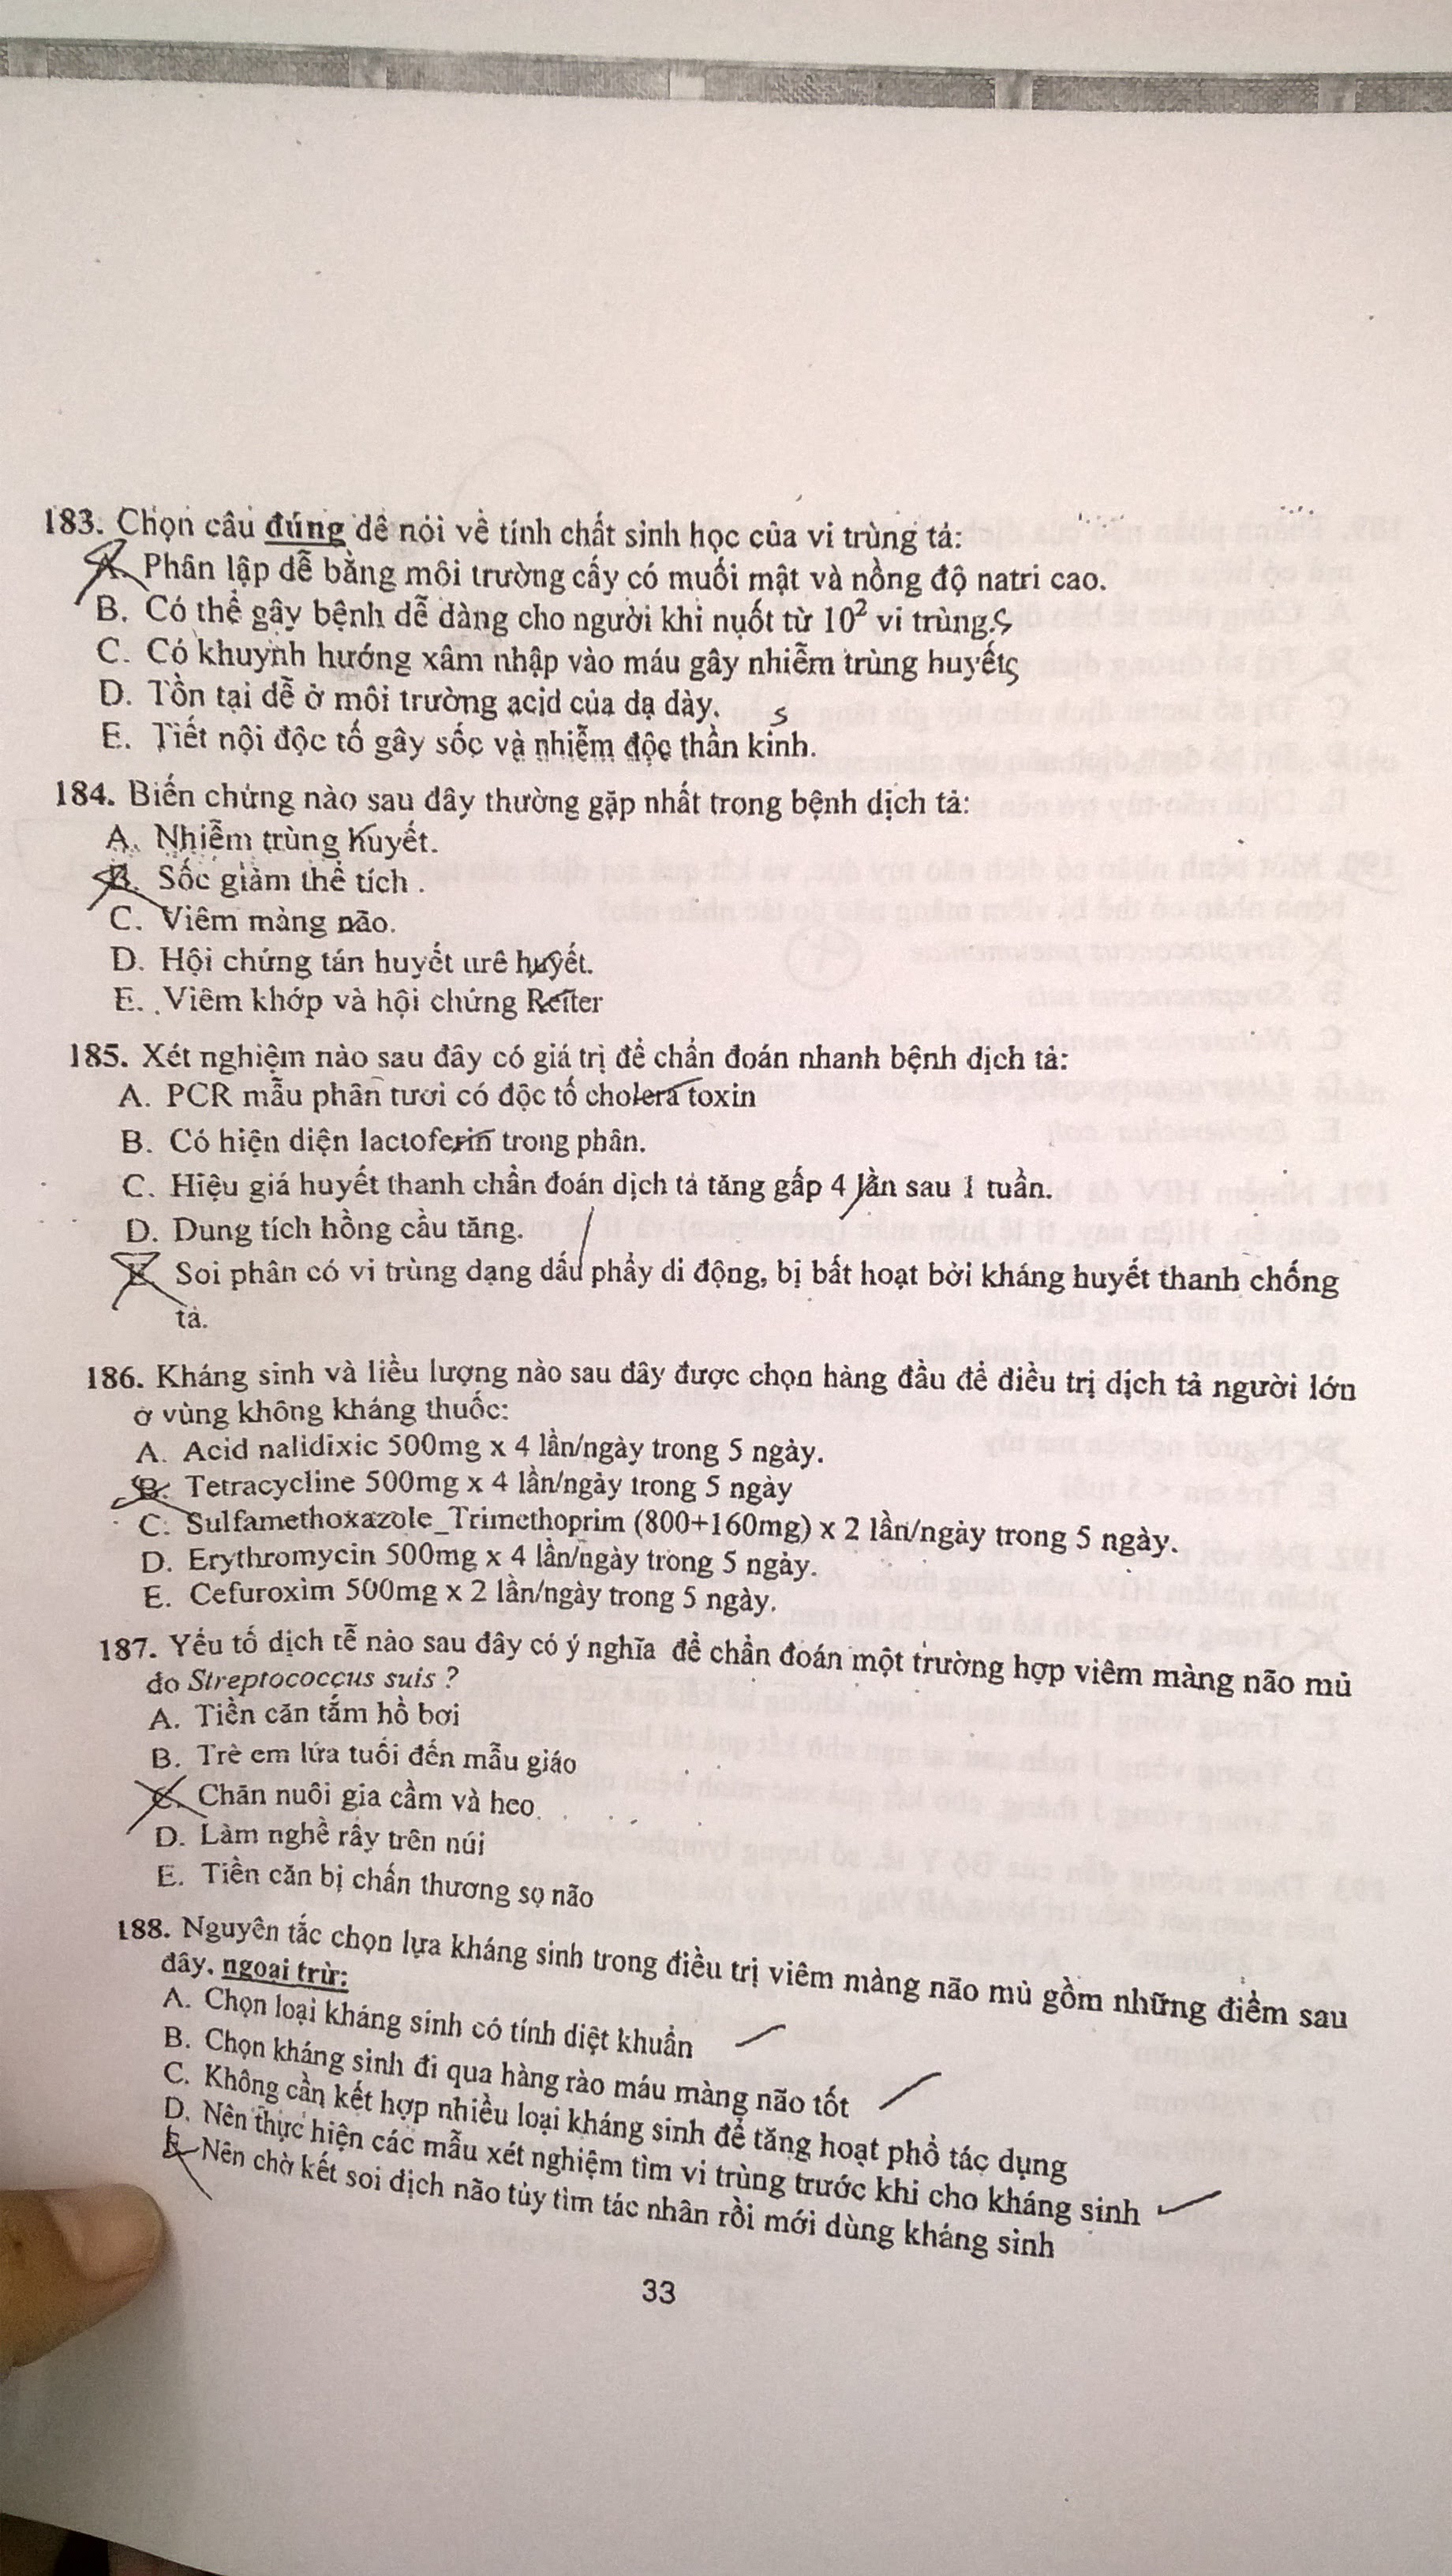 183. Chọn câu đúng để nói về tính chất sinh học của vi trùng tả:
A. Phân lập dễ bằng môi trường cấy có muối mật và nồng độ natri cao.
B. Có thể gây bệnh dễ dàng cho người khi nuốt từ 10² vi trùng. S
C. Có khuynh hướng xâm nhập vào máu gây nhiễm trùng huyết S
D. Tồn tại dễ ở môi trường acid của dạ dày. S
E. Tiết nội độc tố gây sốc và nhiễm độc thần kinh.
184. Biến chứng nào sau đây thường gặp nhất trong bệnh dịch tả:
A. Nhiễm trùng huyết.
B. Sốc giảm thể tích .
C. Viêm màng não.
D. Hội chứng tán huyết urê huyết.
E. Viêm khớp và hội chứng Reiter
185. Xét nghiệm nào sau đây có giá trị để chẩn đoán nhanh bệnh dịch tả:
A. PCR mẫu phân tươi có độc tố cholera toxin
B. Có hiện diện lactoferin trong phân.
C. Hiệu giá huyết thanh chẩn đoán dịch tả tăng gấp 4 lần sau 1 tuần.
D. Dung tích hồng cầu tăng.
E. Soi phân có vi trùng dạng dấu phẩy di động, bị bất hoạt bởi kháng huyết thanh chống
tả.
186. Kháng sinh và liều lượng nào sau đây được chọn hàng đầu để điều trị dịch tả người lớn
ở vùng không kháng thuốc:
A. Acid nalidixic 500mg x 4 lần/ngày trong 5 ngày.
B. Tetracycline 500mg x 4 lần/ngày trong 5 ngày
C. Sulfamethoxazole_Trimethoprim (800+160mg) x 2 lần/ngày trong 5 ngày.
D. Erythromycin 500mg x 4 lần/ngày trong 5 ngày.
E. Cefuroxim 500mg x 2 lần/ngày trong 5 ngày.
187. Yếu tố dịch tễ nào sau đây có ý nghĩa để chẩn đoán một trường hợp viêm màng não mủ
do Streptococcus suis ?
A. Tiền căn tắm hồ bơi
B. Trẻ em lứa tuổi đến mẫu giáo
C. Chăn nuôi gia cầm và heo
D. Làm nghề rẫy trên núi
E. Tiền căn bị chấn thương sọ não
188. Nguyên tắc chọn lựa kháng sinh trong điều trị viêm màng não mủ gồm những điểm sau
đây, ngoại trừ:
A. Chọn loại kháng sinh có tính diệt khuẩn
B. Chọn kháng sinh đi qua hàng rào máu màng não tốt
C. Không cần kết hợp nhiều loại kháng sinh để tăng hoạt phổ tác dụng
D. Nên thực hiện các mẫu xét nghiệm tìm vi trùng trước khi cho kháng sinh
E. Nên chờ kết soi dịch não tủy tìm tác nhân rồi mới dùng kháng sinh
33